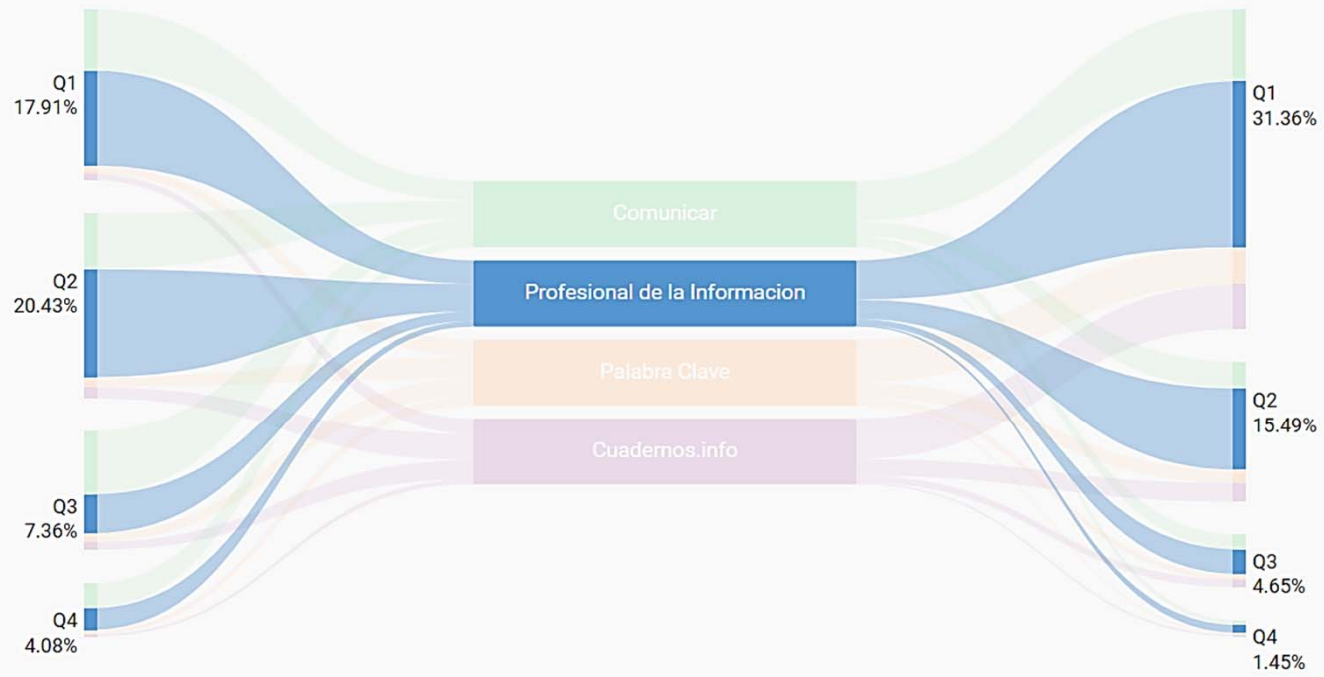 Q1
17.91%
Q2
20.43%
Q3
7.36%
Q4
4.08%
Comunicar
Profesional de la Informacion
Palabra Clave
Cuadernos.info
Q1
31.36%
Q2
15.49%
Q3
4.65%
Q4
1.45%